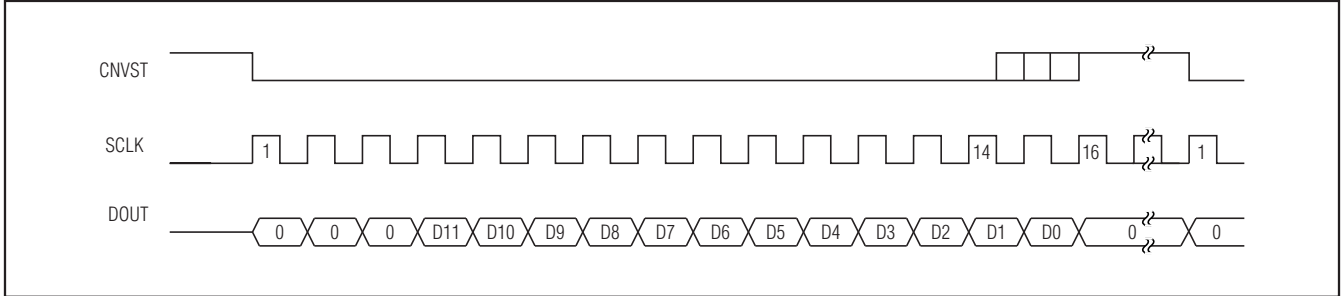 CNVST
SCLK
1 14 16 1
DOUT
0 0 0 D11 D10 D9 D8 D7 D6 D5 D4 D3 D2 D1 D0 0 0